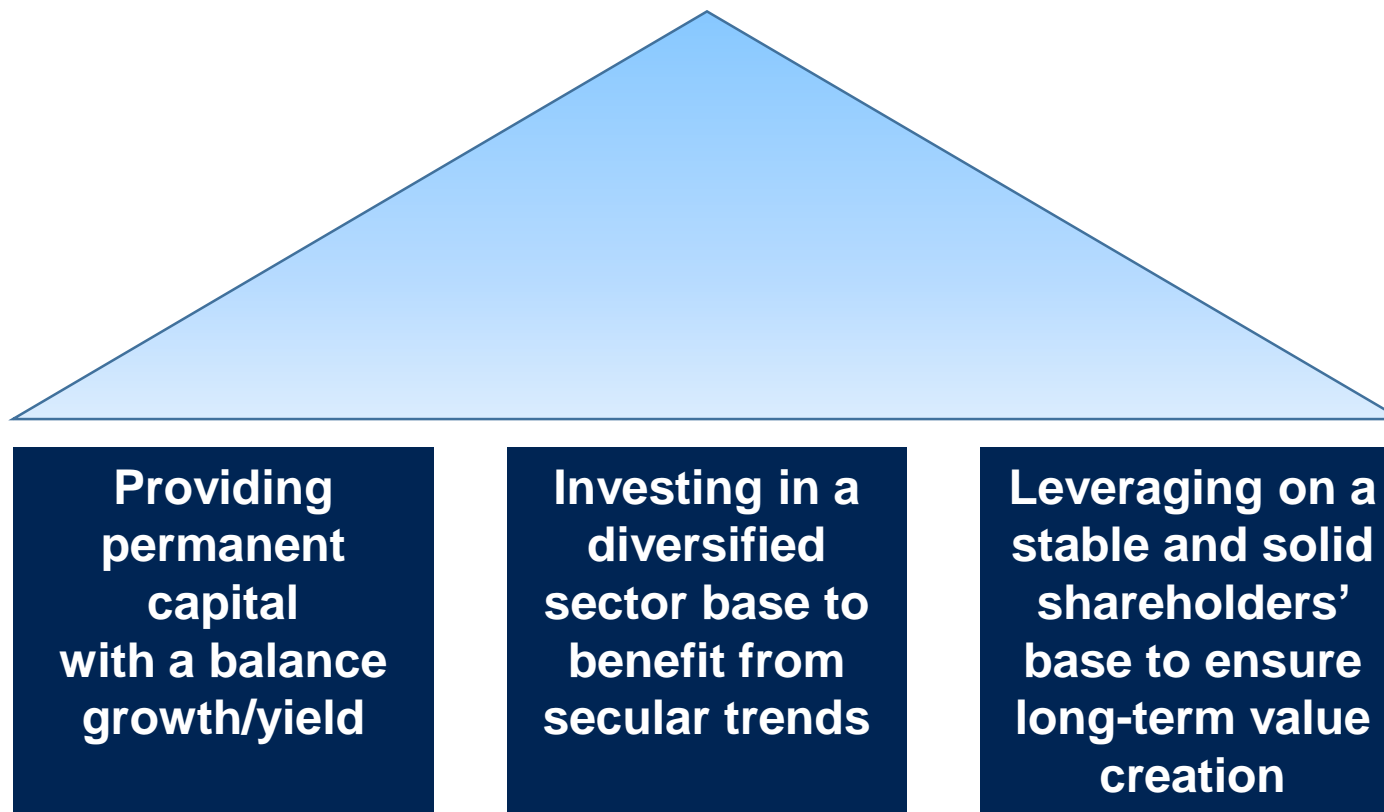 Providing
permanent
capital
with a balance
growth/yield
Investing in a
diversified
sector base to
benefit from
secular trends
Leveraging on a
stable and solid
shareholders’
base to ensure
long-term value
creation